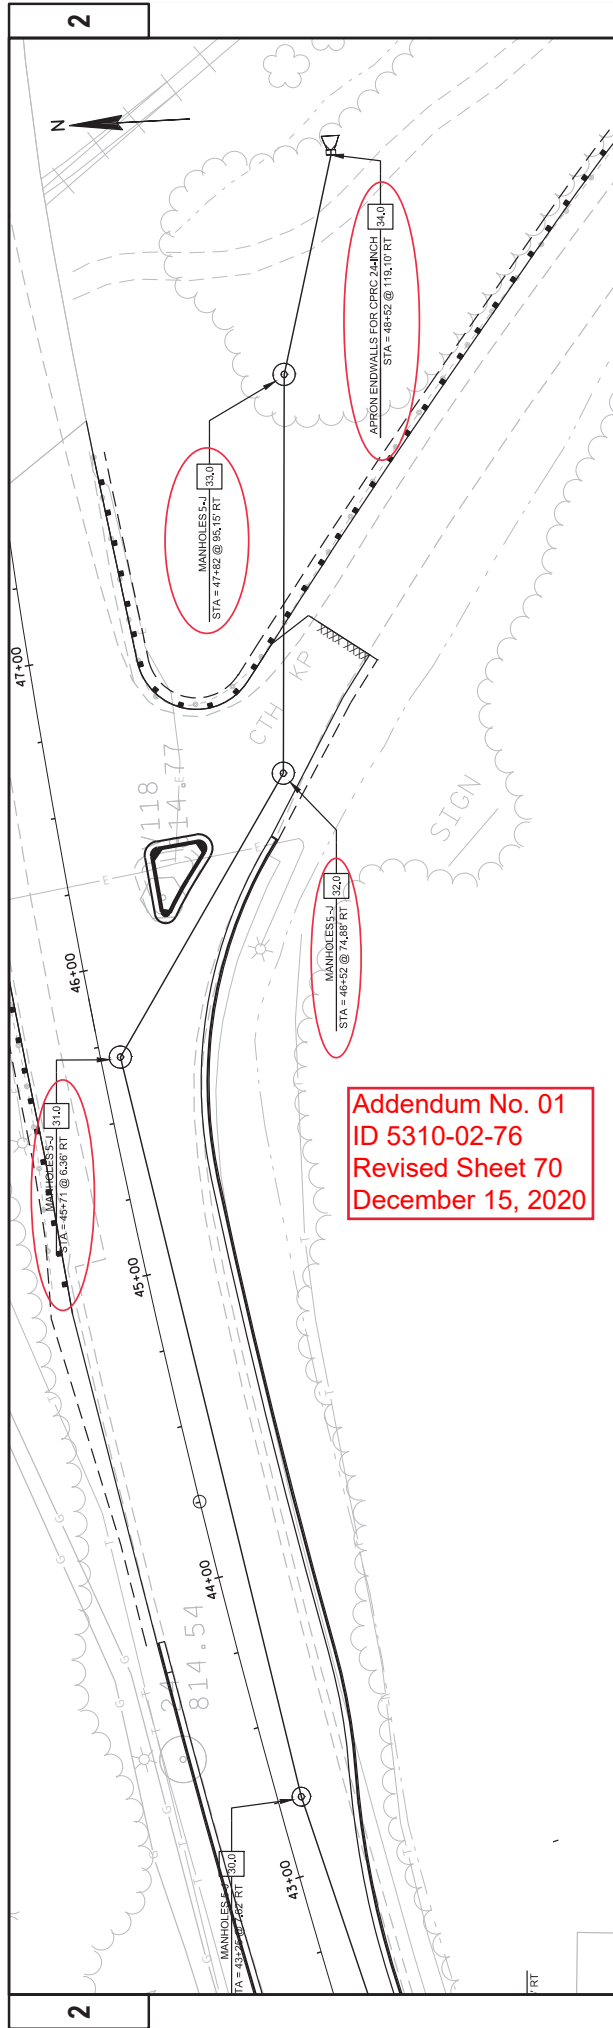 2
N
34.0
APRON ENDWALLS FOR CPRC 24-INCH
STA = 48+52 @ 119.10' RT
33.0
MANHOLES 5-J
STA = 47+82 @ 95.15' RT
47+00
CTH KP
SIGN
32.0
MANHOLES 5-J
STA = 46+52 @ 74.88' RT
46+00
31.0
MANHOLES 5-J
STA = 45+71 @ 6.36' RT
Addendum No. 01
ID 5310-02-76
Revised Sheet 70
December 15, 2020
45+00
44+00
814.54
30.0
MANHOLES 5-J
43+00
RT
2